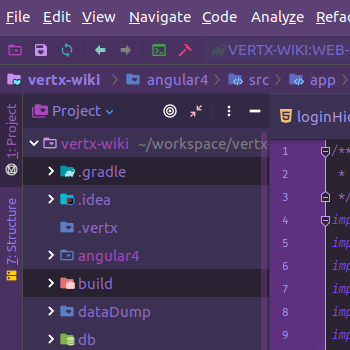 File Edit View Navigate Code Analyze Refac
VERTX-WIKI:WEB-
vertx-wiki angular4 src app
1: Project
7: Structure
Project
loginHi
vertx-wiki ~/workspace/vertx
.gradle
.idea
.vertx
angular4
build
dataDump
db
1 /**
2 *
3 */
4 imp
5 imp
6 imp
7 imp
8 imp
9 imp